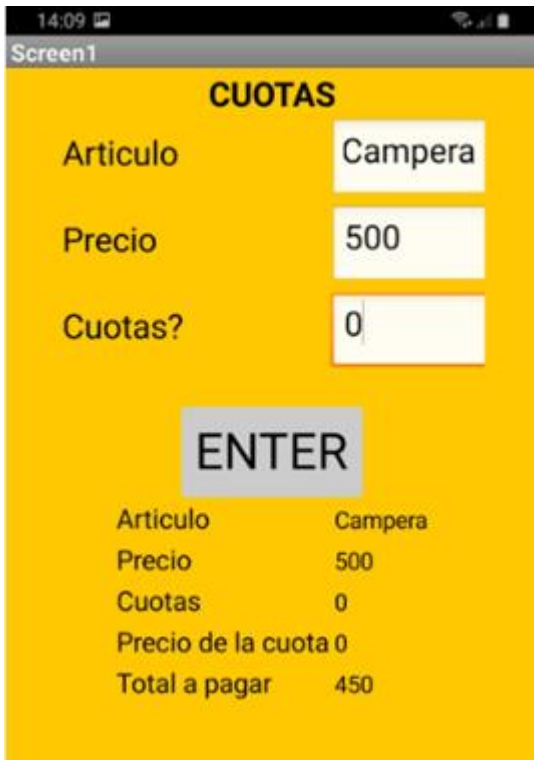 14:09
Screen1
CUOTAS
Articulo Campera
Precio 500
Cuotas? 0
ENTER
Articulo Campera
Precio 500
Cuotas 0
Precio de la cuota 0
Total a pagar 450